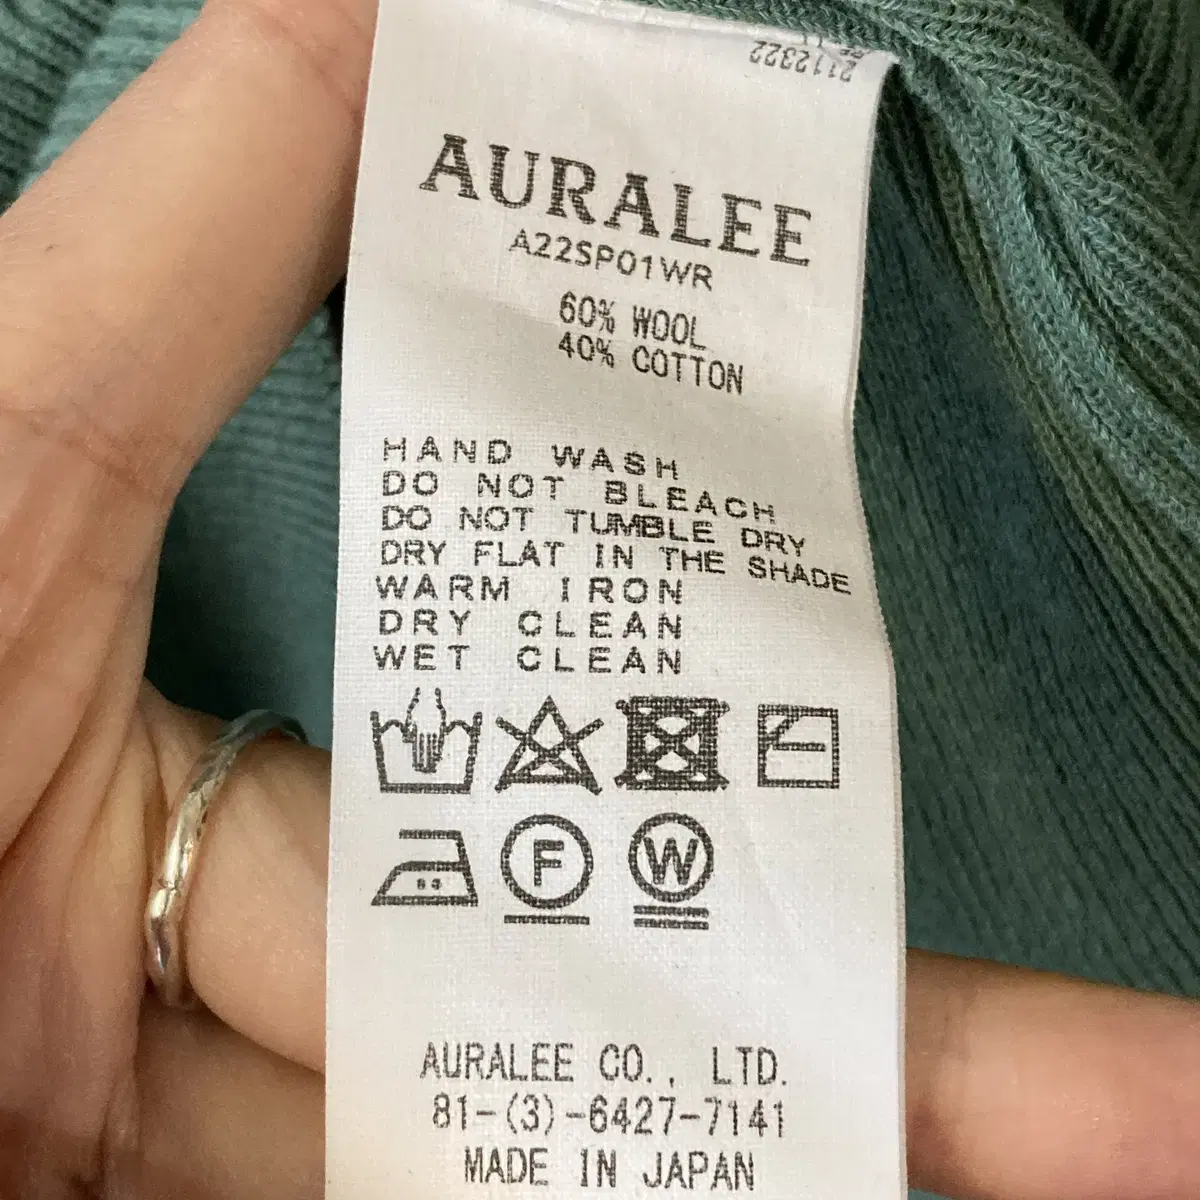 2112322
AURALEE
A22SP01WR
60% WOOL
40% COTTON
HAND WASH
DO NOT BLEACH
DO NOT TUMBLE DRY
DRY FLAT IN THE SHADE
WARM IRON
DRY CLEAN
WET CLEAN
F W
AURALEE CO., LTD.
81-(3)-6427-7141
MADE IN JAPAN